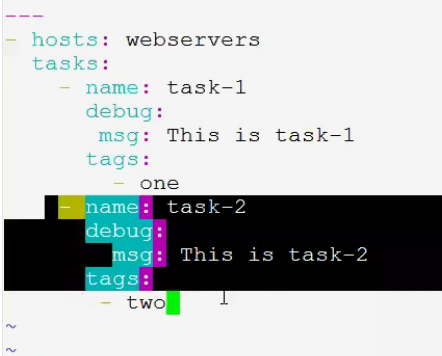 ---
- hosts: webservers
  tasks:
    - name: task-1
      debug:
       msg: This is task-1
      tags:
        - one
    - name: task-2
      debug:
        msg: This is task-2
      tags:
       - two
~
~